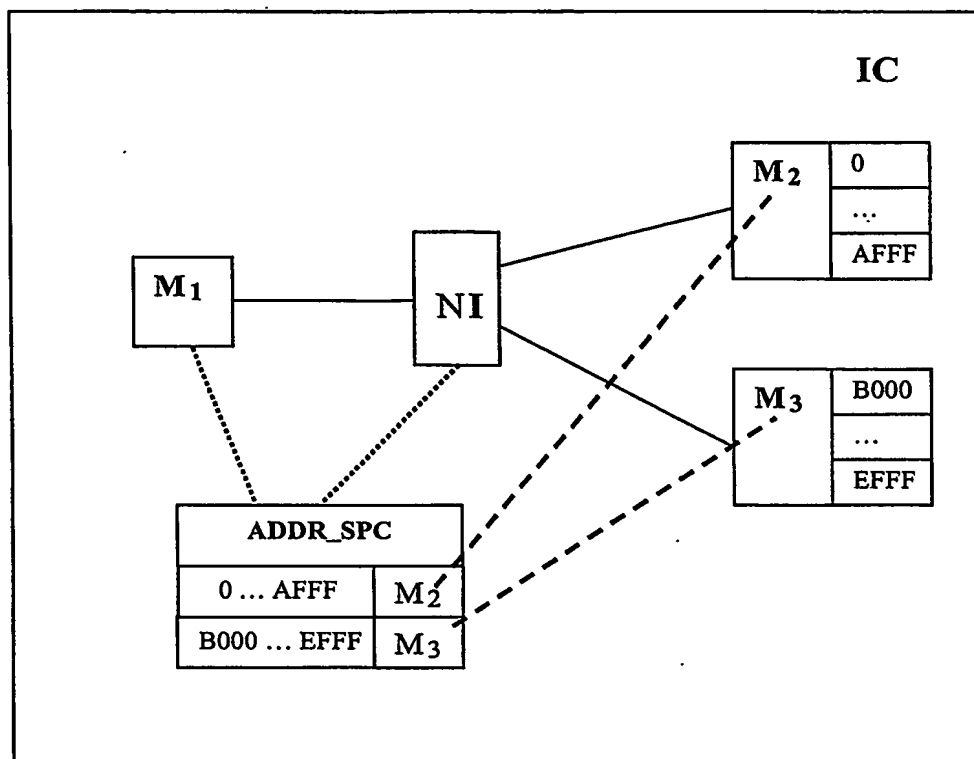 IC
M2
0
...
AFFF
M1
NI
M3
B000
...
EFFF
ADDR_SPC
0 ... AFFF M2
B000 ... EFFF M3